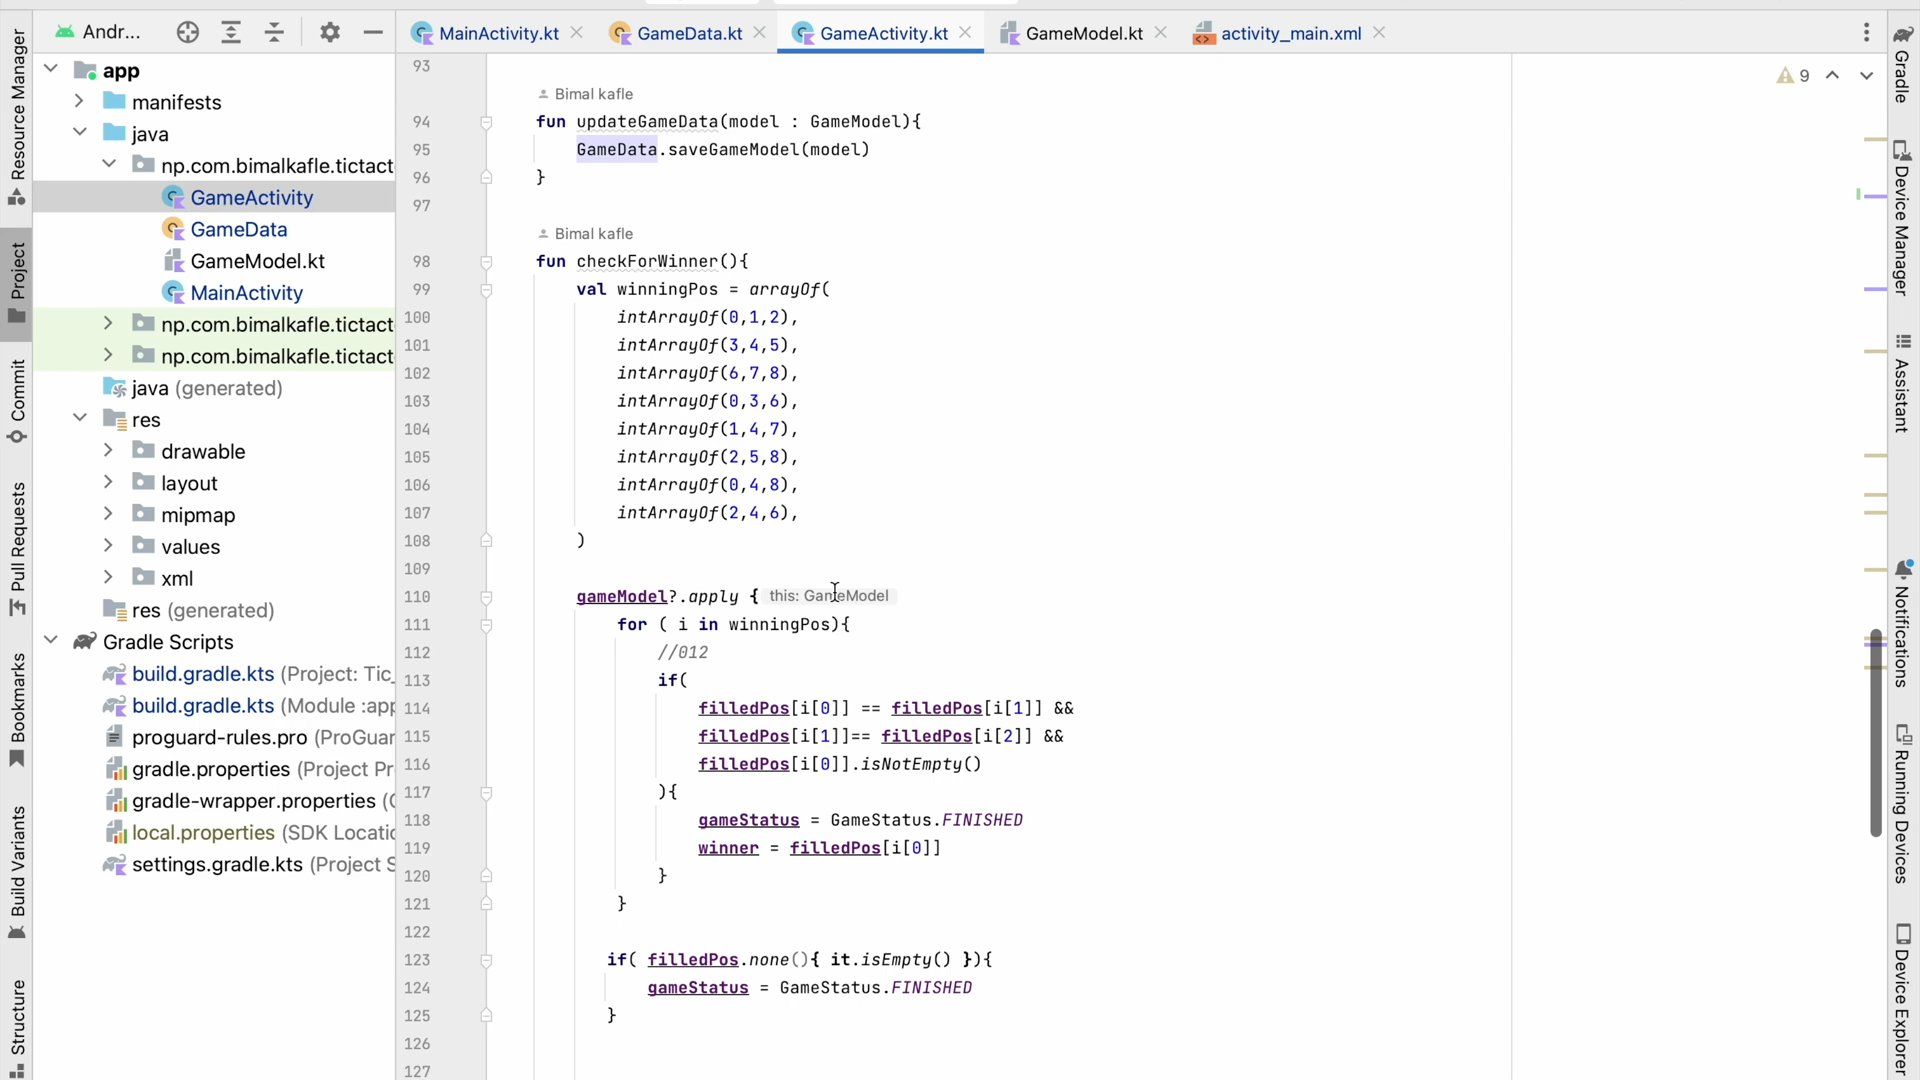 Andr...
MainActivity.kt
GameData.kt
GameActivity.kt
GameModel.kt
activity_main.xml
Resource Manager
Project
Commit
Pull Requests
Bookmarks
Build Variants
Structure
app
manifests
java
np.com.bimalkafle.tictact
GameActivity
GameData
GameModel.kt
MainActivity
np.com.bimalkafle.tictact
np.com.bimalkafle.tictact
java (generated)
res
drawable
layout
mipmap
values
xml
res (generated)
Gradle Scripts
build.gradle.kts (Project: Tic_
build.gradle.kts (Module :app
proguard-rules.pro (ProGuar
gradle.properties (Project Pr
gradle-wrapper.properties (
local.properties (SDK Locatio
settings.gradle.kts (Project S
93
Bimal kafle
94 fun updateGameData(model : GameModel){
95 GameData.saveGameModel(model)
96 }
97
Bimal kafle
98 fun checkForWinner(){
99 val winningPos = arrayOf(
100 intArrayOf(0,1,2),
101 intArrayOf(3,4,5),
102 intArrayOf(6,7,8),
103 intArrayOf(0,3,6),
104 intArrayOf(1,4,7),
105 intArrayOf(2,5,8),
106 intArrayOf(0,4,8),
107 intArrayOf(2,4,6),
108 )
109
110 gameModel?.apply { this: GameModel
111 for ( i in winningPos){
112 //012
113 if(
114 filledPos[i[0]] == filledPos[i[1]] &&
115 filledPos[i[1]]== filledPos[i[2]] &&
116 filledPos[i[0]].isNotEmpty()
117 ){
118 gameStatus = GameStatus.FINISHED
119 winner = filledPos[i[0]]
120 }
121 }
122
123 if( filledPos.none(){ it.isEmpty() }){
124 gameStatus = GameStatus.FINISHED
125 }
126
127
9
Gradle
Device Manager
Assistant
Notifications
Running Devices
Device Explorer